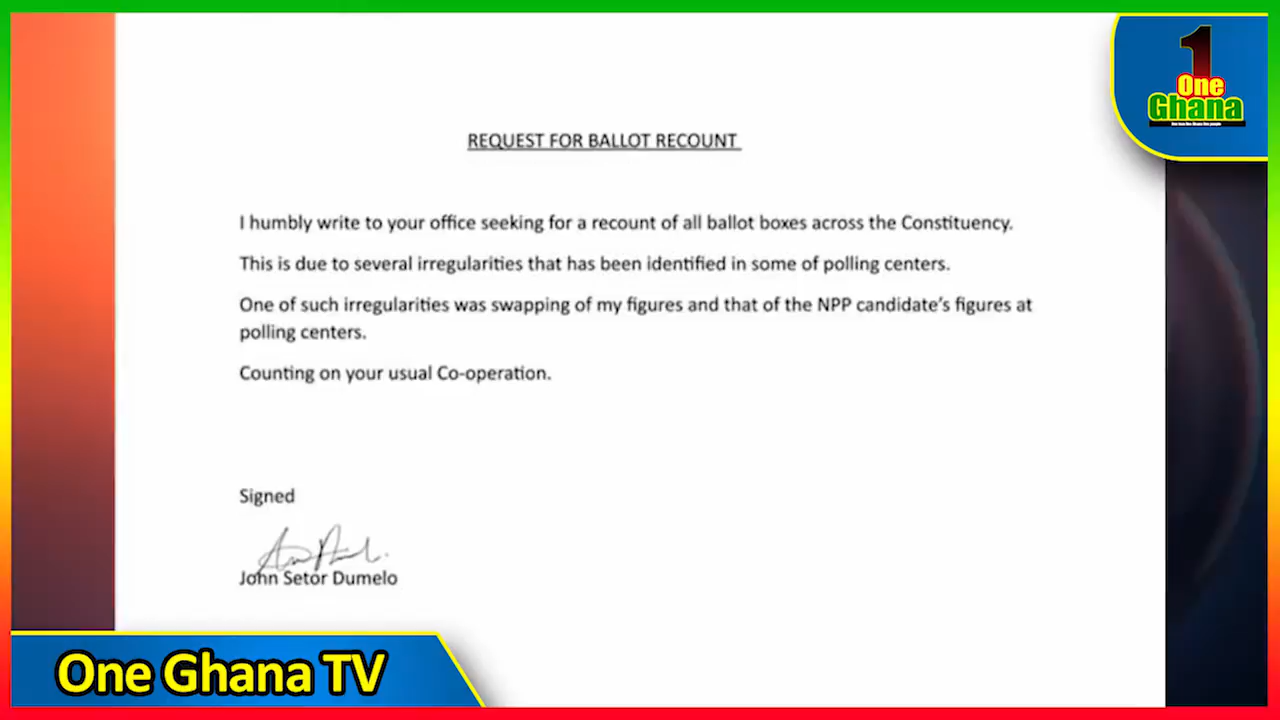 1
One
Ghana
REQUEST FOR BALLOT RECOUNT
I humbly write to your office seeking for a recount of all ballot boxes across the Constituency.
This is due to several irregularities that has been identified in some of polling centers.
One of such irregularities was swapping of my figures and that of the NPP candidate's figures at
polling centers.
Counting on your usual Co-operation.
Signed
John Setor Dumelo
One Ghana TV